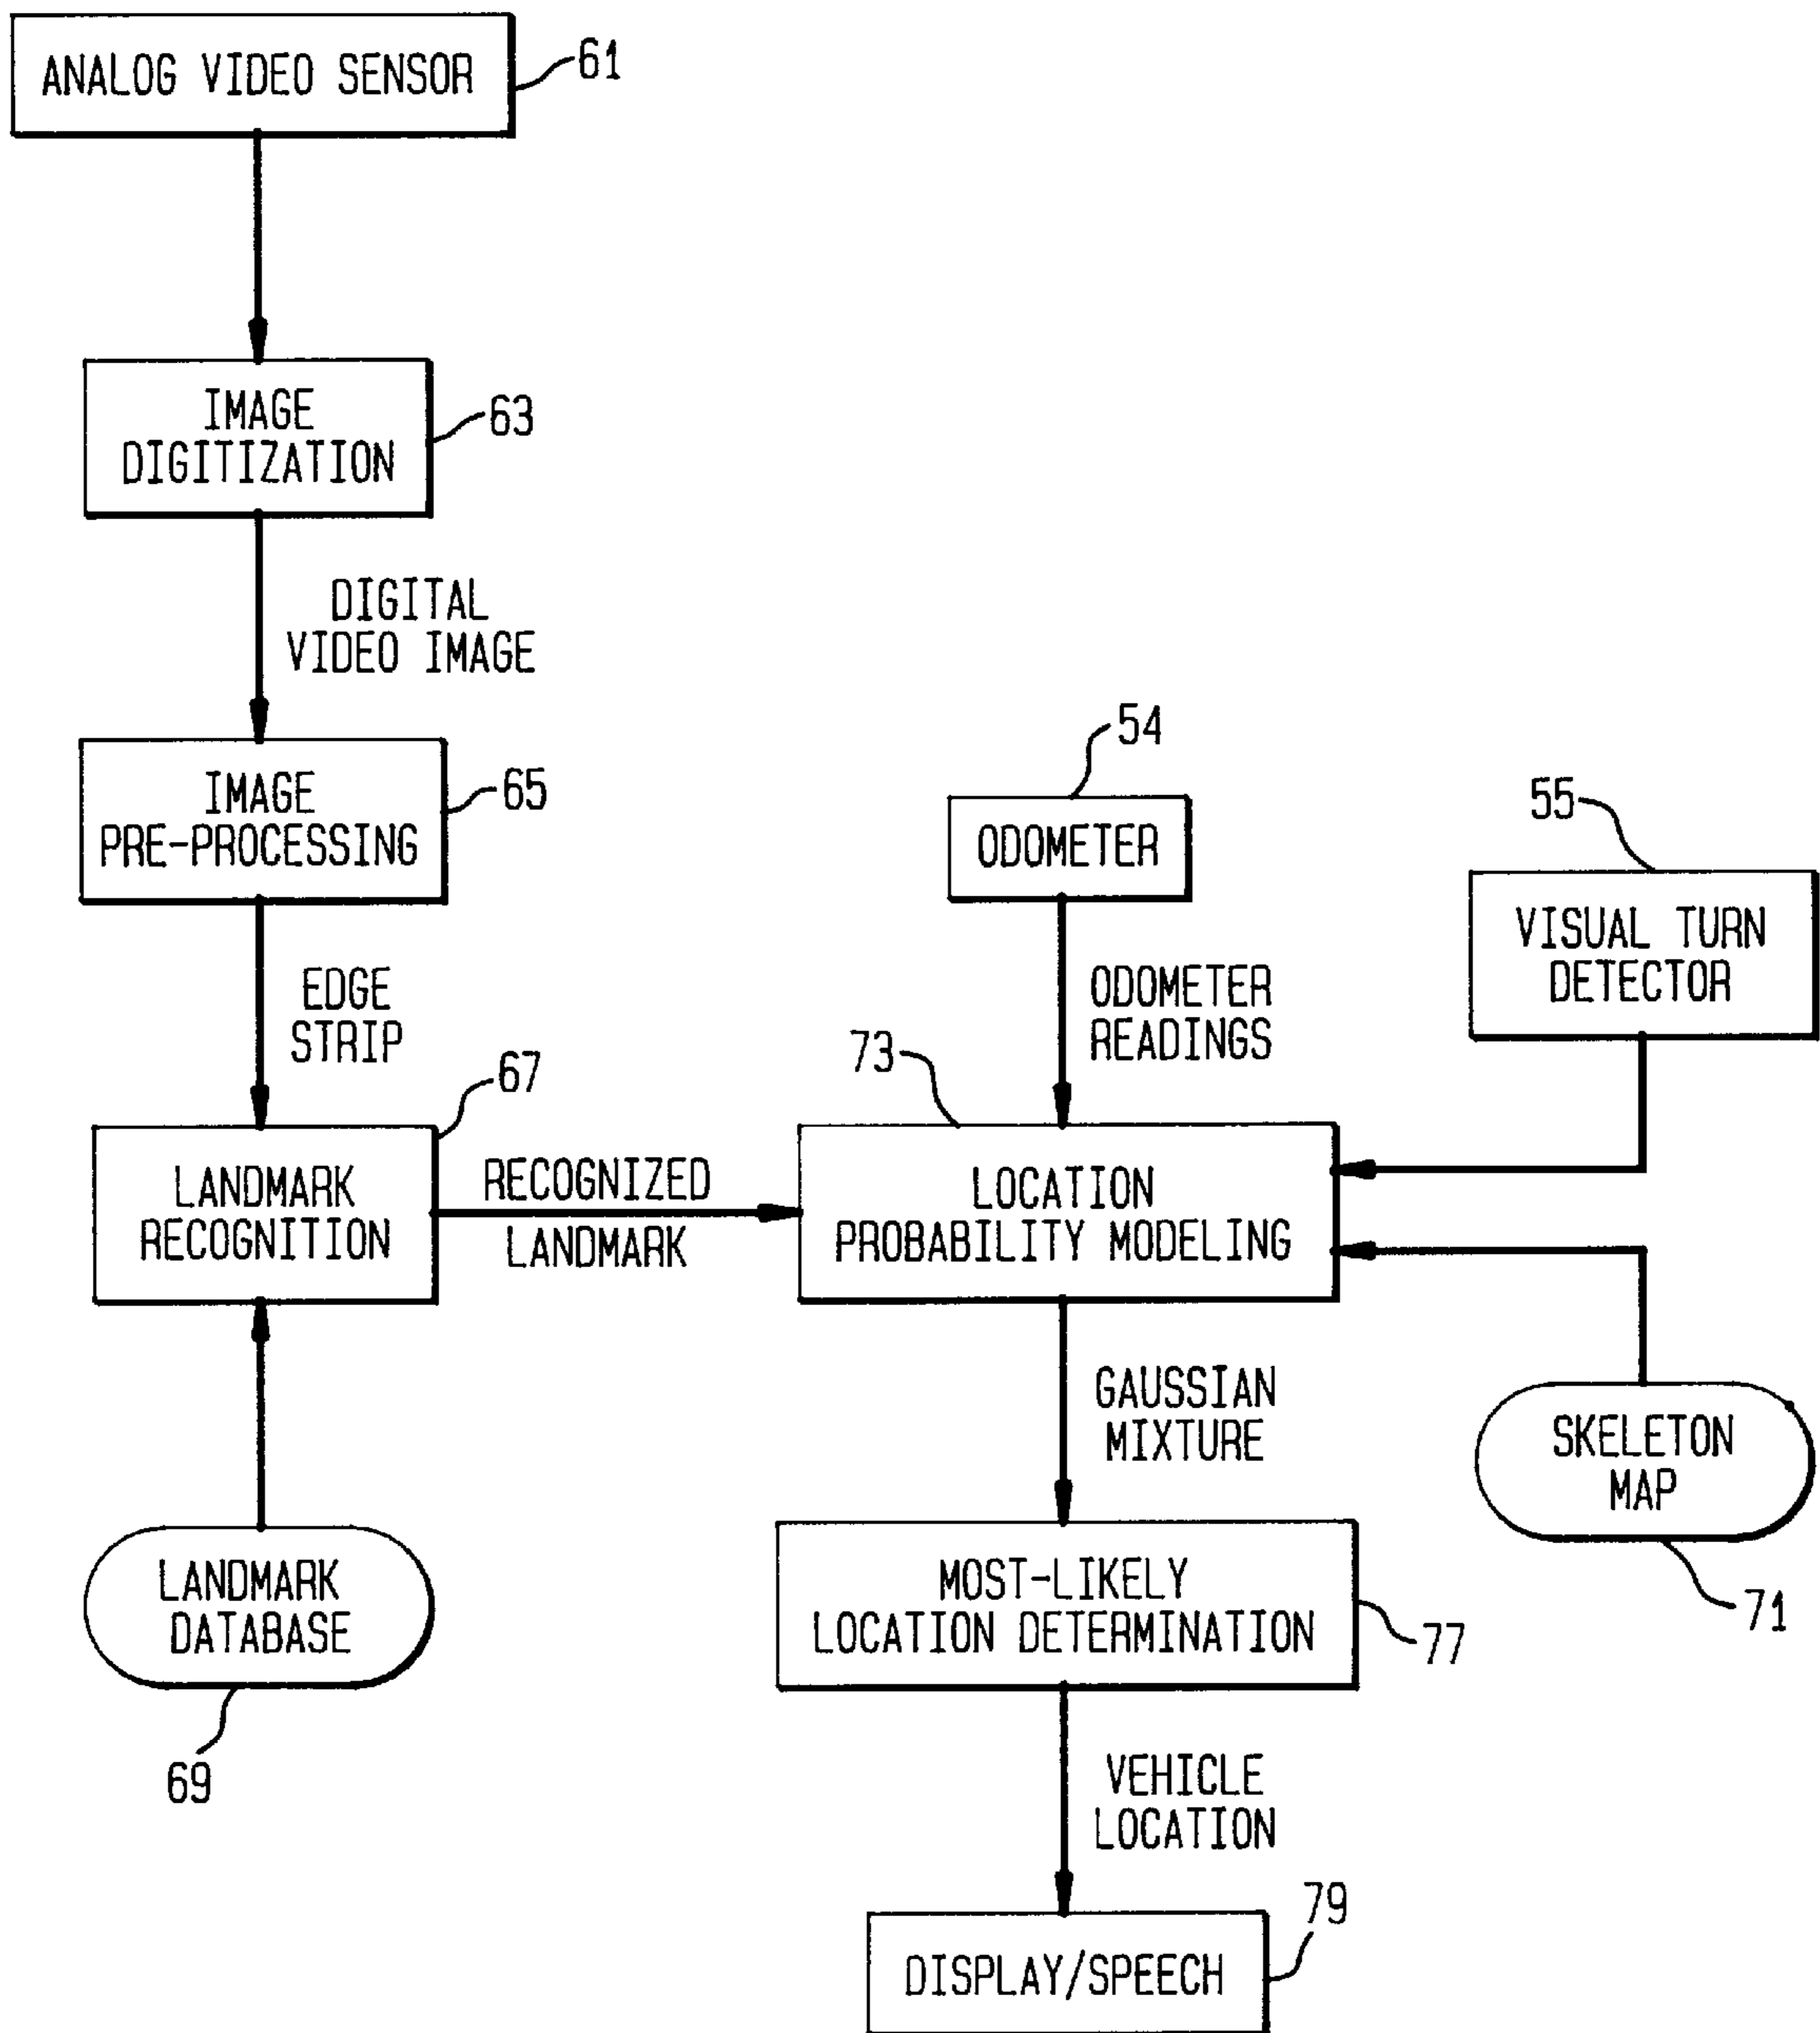 ANALOG VIDEO SENSOR
61
IMAGE
DIGITIZATION
63
DIGITAL
VIDEO IMAGE
IMAGE
PRE-PROCESSING
65
EDGE
STRIP
LANDMARK
RECOGNITION
67
RECOGNIZED
LANDMARK
LANDMARK
DATABASE
69
54
ODOMETER
ODOMETER
READINGS
55
VISUAL TURN
DETECTOR
73
LOCATION
PROBABILITY MODELING
SKELETON
MAP
71
GAUSSIAN
MIXTURE
MOST-LIKELY
LOCATION DETERMINATION
77
VEHICLE
LOCATION
DISPLAY/SPEECH
79